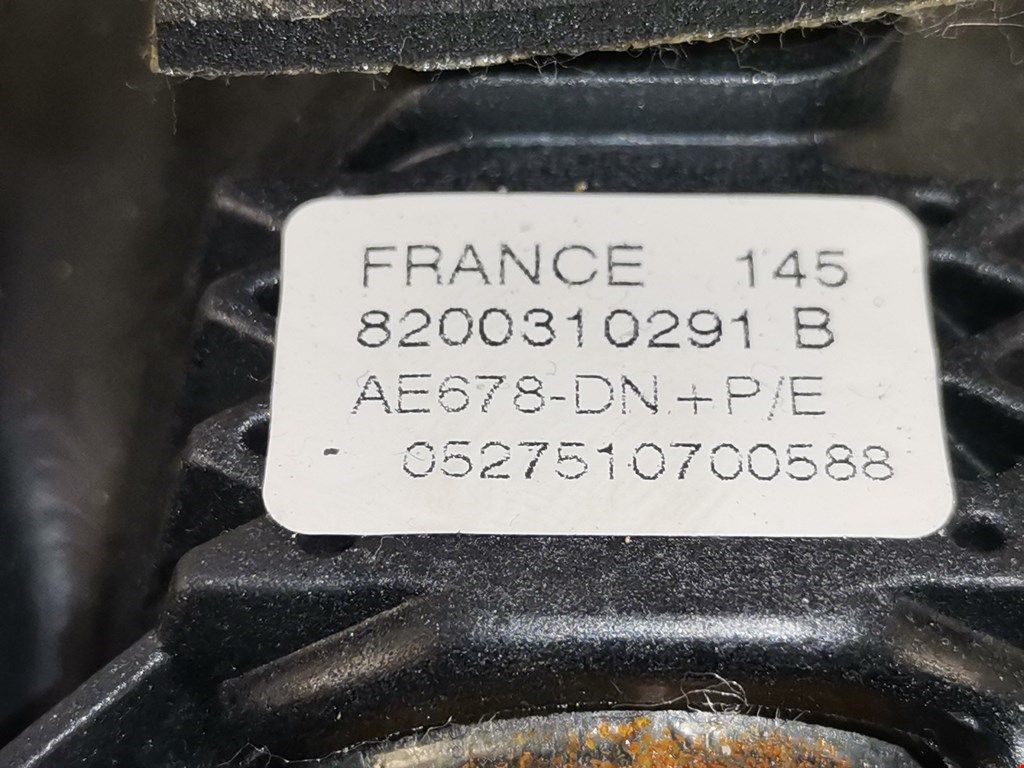 FRANCE 145
8200310291 B
AE678-DN+P/E
- 0527510700588